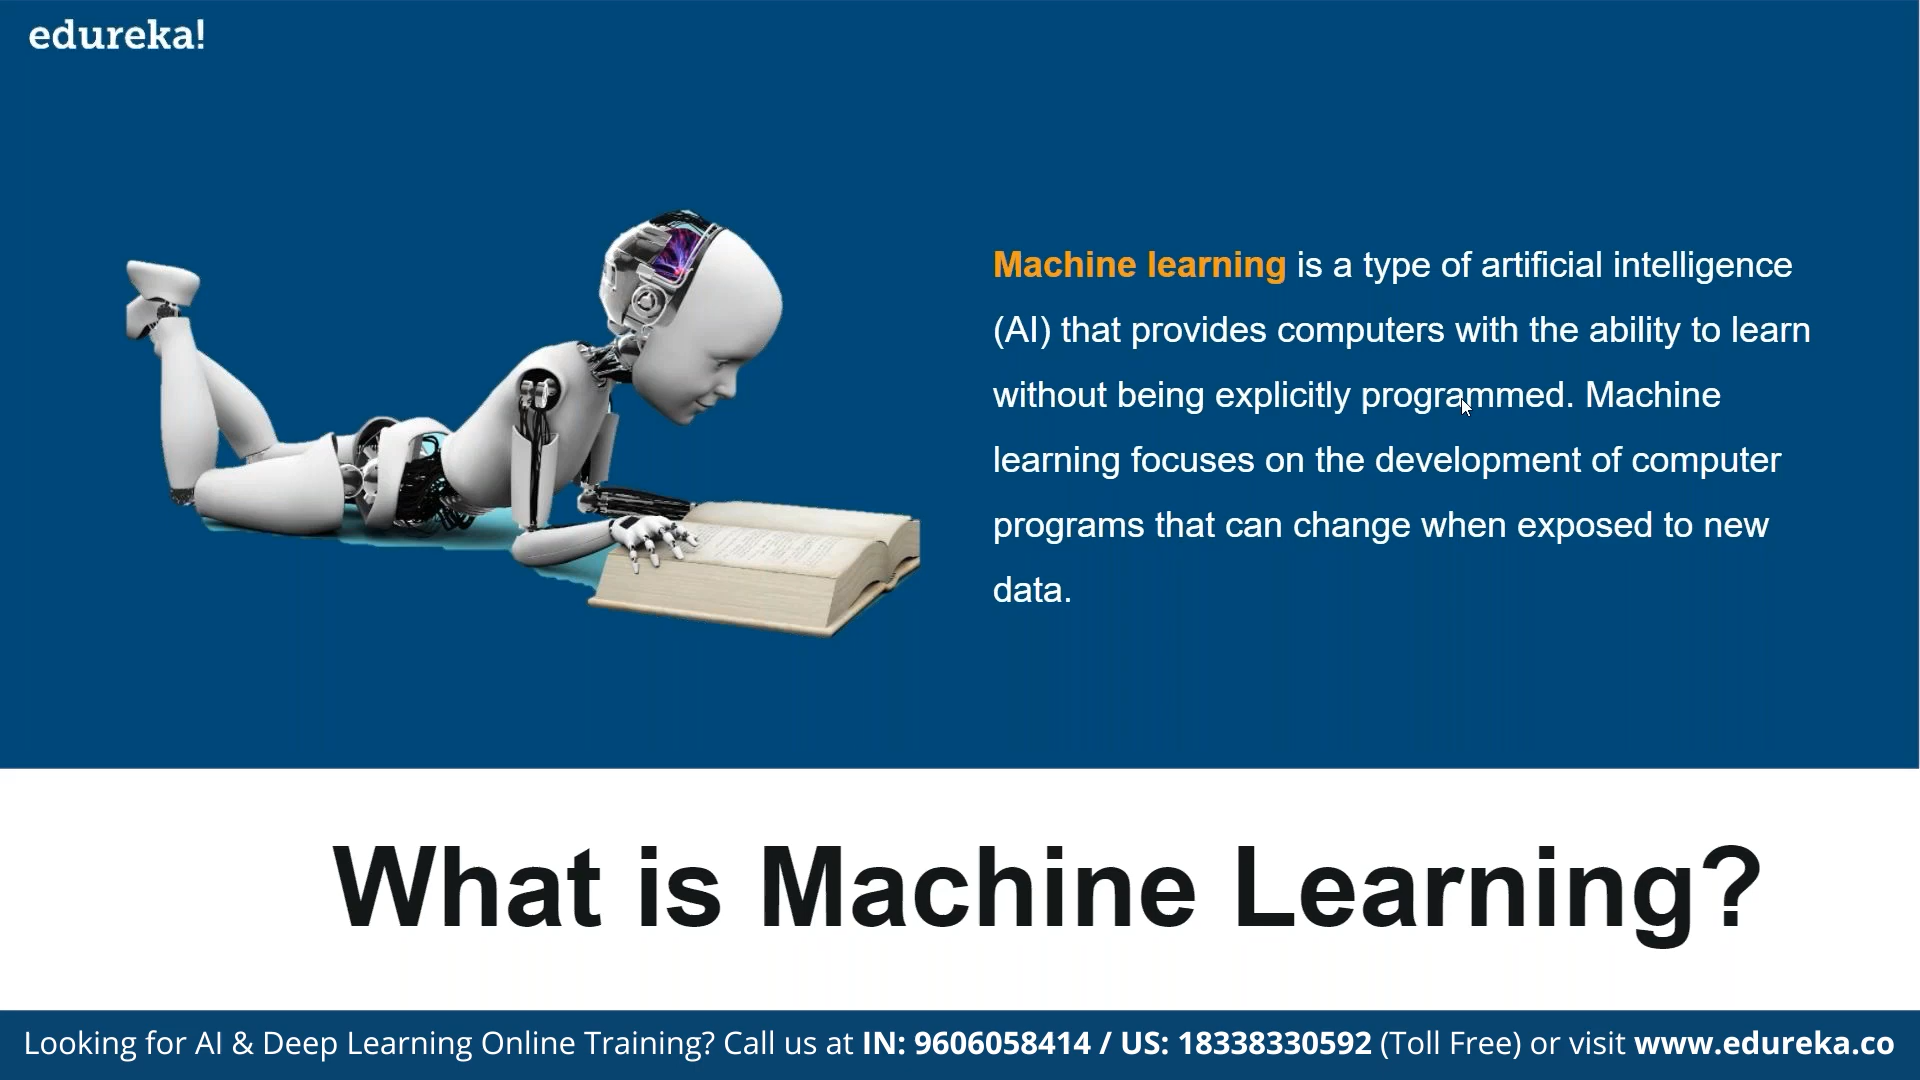 edureka!
Machine learning is a type of artificial intelligence
(AI) that provides computers with the ability to learn
without being explicitly programmed. Machine
learning focuses on the development of computer
programs that can change when exposed to new
data.
What is Machine Learning?
Looking for AI & Deep Learning Online Training? Call us at IN: 9606058414 / US: 18338330592 (Toll Free) or visit www.edureka.co